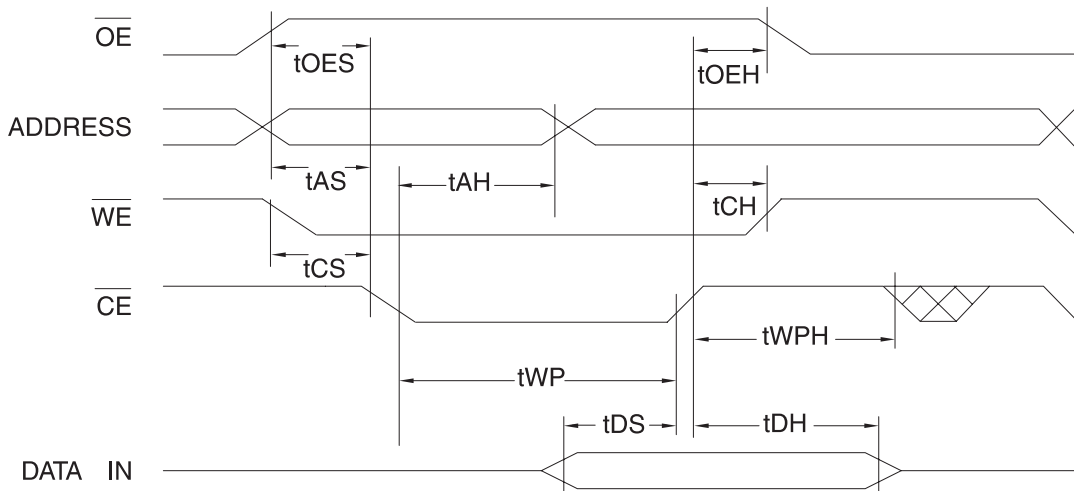 OE
tOES
tOEH
ADDRESS
tAS
tAH
tCH
WE
tCS
CE
tWPH
tWP
tDS
tDH
DATA IN